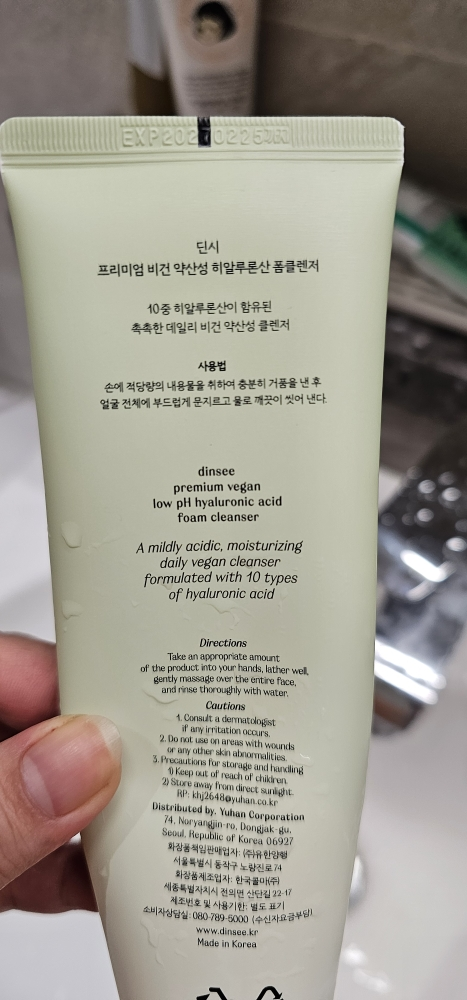 딘시
프리미엄 비건 약산성 히알루론산 폼클렌저
10중 히알루론산이 함유된
촉촉한 데일리 비건 약산성 클렌저
사용법
손에 적당량의 내용물을 취하여 충분히 거품을 낸 후
얼굴 전체에 부드럽게 문지르고 물로 깨끗이 씻어 낸다.
dinsee
premium vegan
low pH hyaluronic acid
foam cleanser
A mildly acidic, moisturizing
daily vegan cleanser
formulated with 10 types
of hyaluronic acid
Directions
Take an appropriate amount
of the product into your hands, lather well,
gently massage over the entire face,
and rinse thoroughly with water.
Cautions
1. Consult a dermatologist
if any irritation occurs.
2. Do not use on areas with wounds
or any other skin abnormalities.
3. Precautions for storage and handling
1) Keep out of reach of children.
2) Store away from direct sunlight.
RP: khj2648@yuhan.co.kr
Distributed by. Yuhan Corporation
74, Noryangjin-ro, Dongjak-gu,
Seoul, Republic of Korea 06927
화장품책임판매업자: (주)유한양행
서울특별시 동작구 노량진로 74
화장품제조업자: 한국콜마(주)
세종특별자치시 전의면 산단길 22-17
제조번호 및 사용기한: 별도 표기
소비자상담실: 080-789-5000 (수신자요금부담)
www.dinsee.kr
Made in Korea